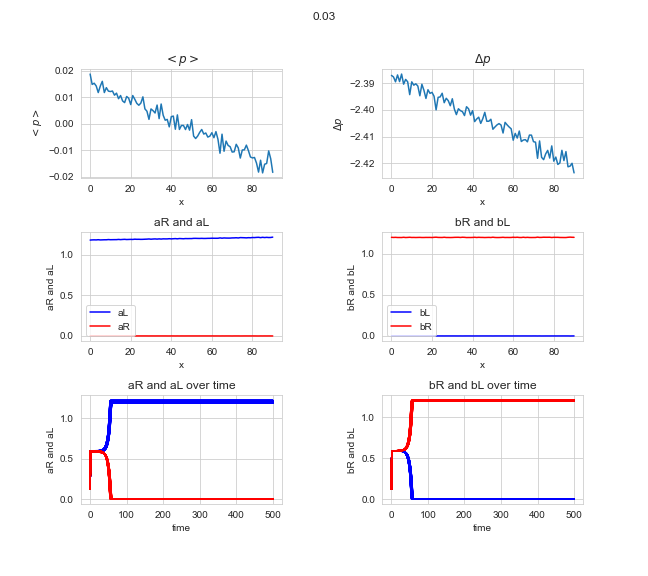 0.03
< p >
Δp
0.02
0.01
0.00
−0.01
−0.02
< p >
0 20 40 60 80
x
−2.39
−2.40
−2.41
−2.42
Δp
0 20 40 60 80
x
aR and aL
bR and bL
1.0
0.5
0.0
aR and aL
aL
aR
0 20 40 60 80
x
1.0
0.5
0.0
bR and bL
bL
bR
0 20 40 60 80
x
aR and aL over time
bR and bL over time
1.0
0.5
0.0
aR and aL
0 100 200 300 400 500
time
1.0
0.5
0.0
bR and bL
0 100 200 300 400 500
time